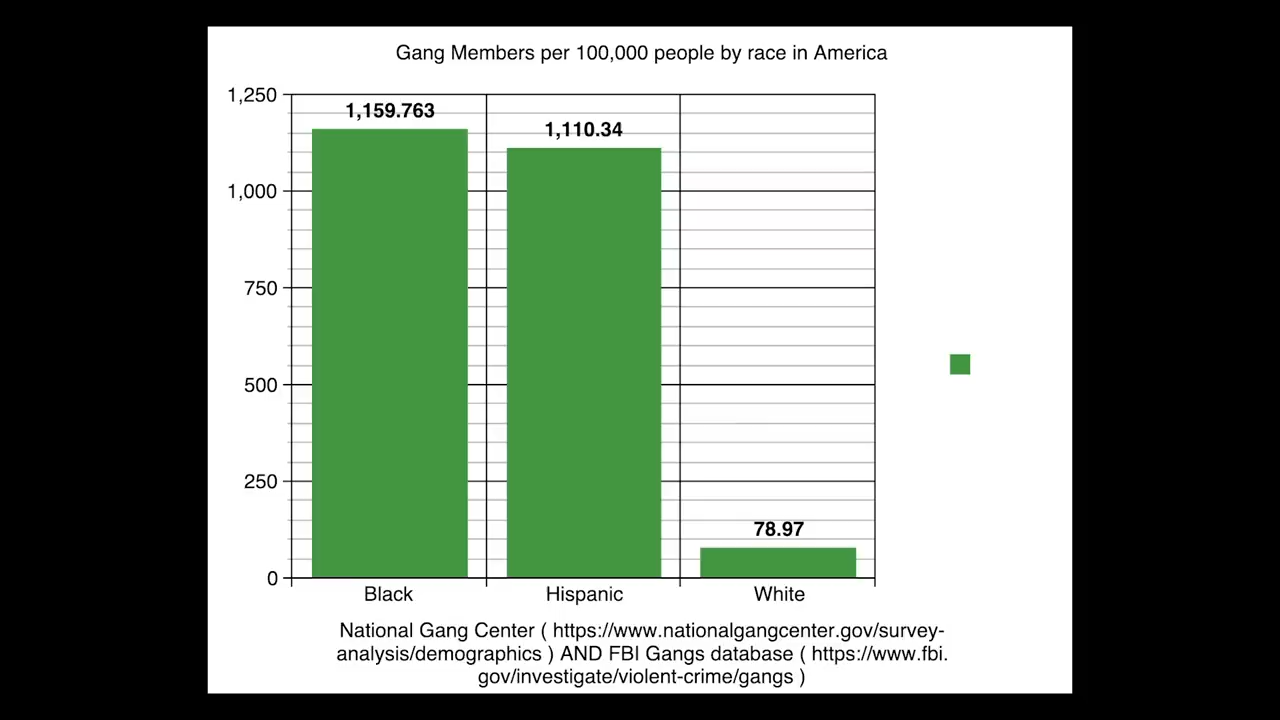 Gang Members per 100,000 people by race in America
1,250
1,159.763
1,110.34
1,000
750
500
250
78.97
0
Black
Hispanic
White
National Gang Center ( https://www.nationalgangcenter.gov/survey-
analysis/demographics ) AND FBI Gangs database ( https://www.fbi.
gov/investigate/violent-crime/gangs )